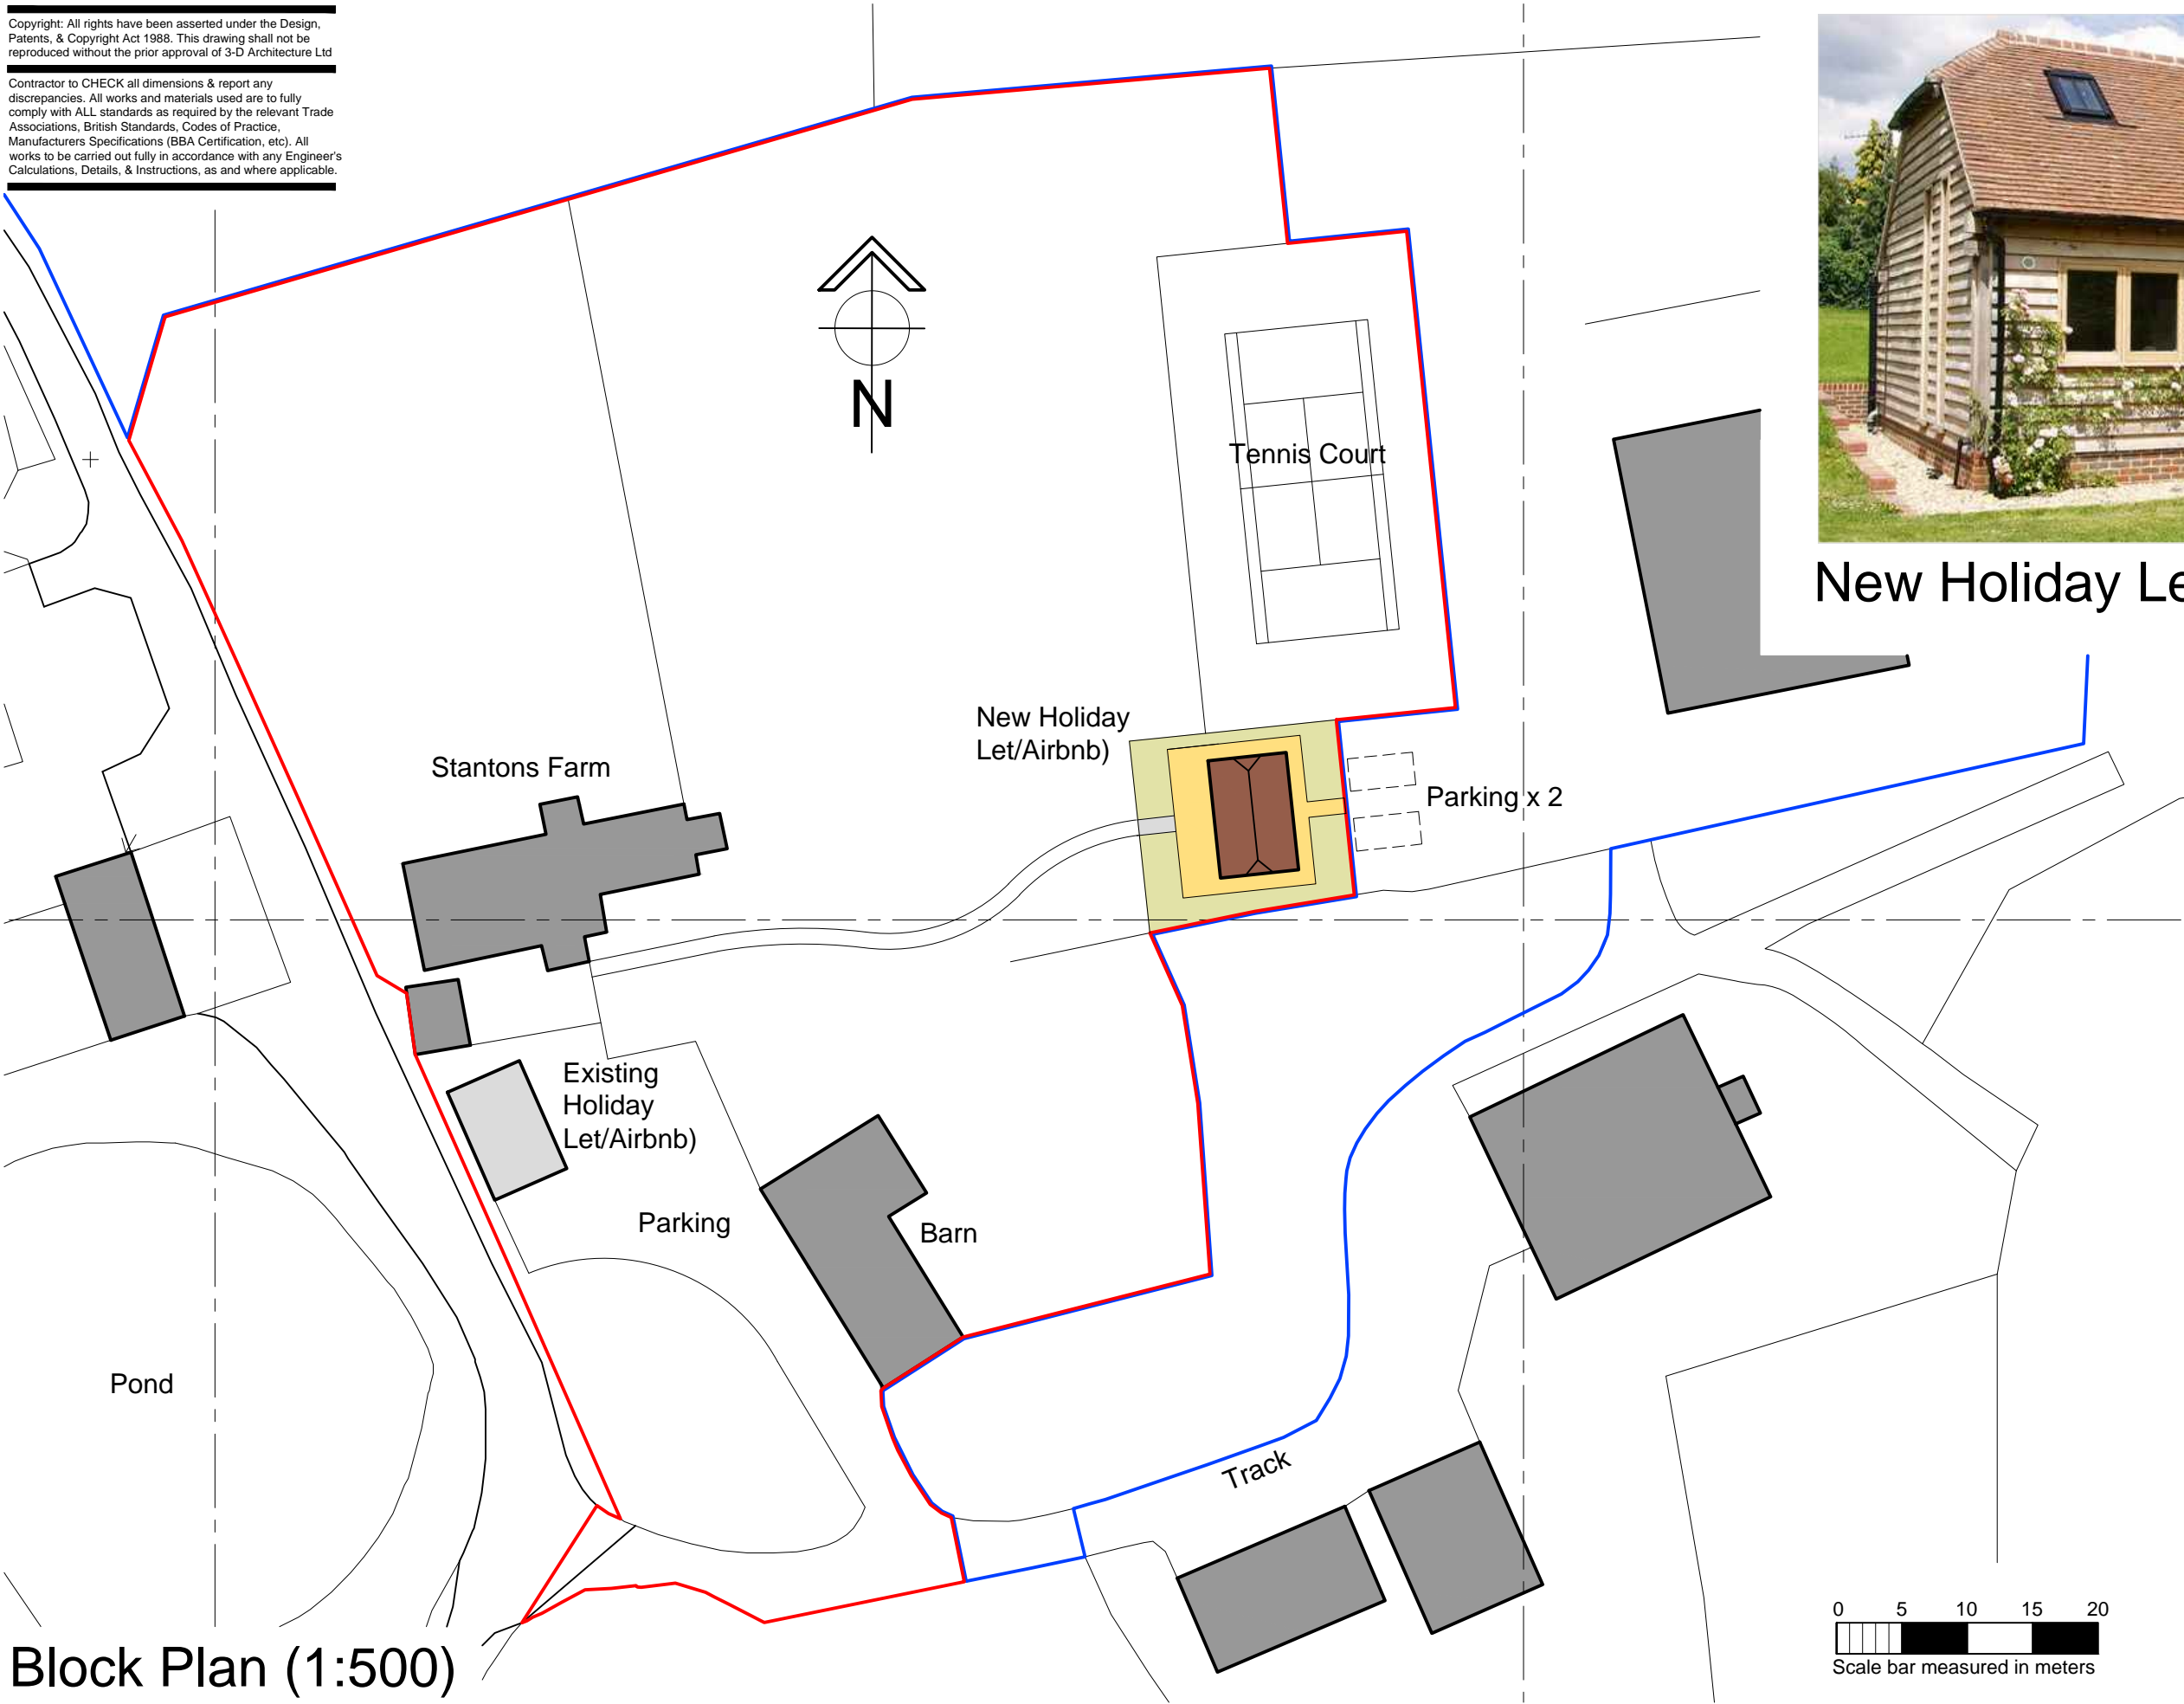 Copyright: All rights have been asserted under the Design,
Patents, & Copyright Act 1988. This drawing shall not be
reproduced without the prior approval of 3-D Architecture Ltd
Contractor to CHECK all dimensions & report any
discrepancies. All works and materials used are to fully
comply with ALL standards as required by the relevant Trade
Associations, British Standards, Codes of Practice,
Manufacturers Specifications (BBA Certification, etc). All
works to be carried out fully in accordance with any Engineer's
Calculations, Details, & Instructions, as and where applicable.
N
Tennis Court
New Holiday Le
New Holiday
Let/Airbnb)
Stantons Farm
Parking x 2
Existing
Holiday
Let/Airbnb)
Parking
Barn
Pond
Track
0 5 10 15 20
Scale bar measured in meters
Block Plan (1:500)